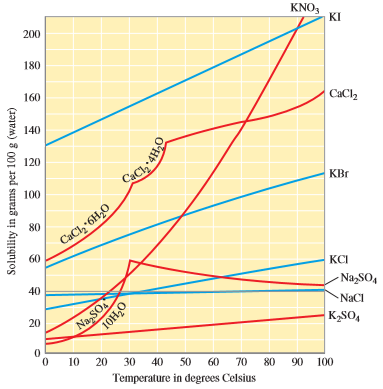 KNO₃
KI
CaCl₂
KBr
KCl
Na₂SO₄
NaCl
K₂SO₄
CaCl₂·6H₂O
CaCl₂·4H₂O
Na₂SO₄·
10H₂O
Solubility in grams per 100 g (water)
200
180
160
140
120
100
80
60
40
20
0
0 10 20 30 40 50 60 70 80 90 100
Temperature in degrees Celsius